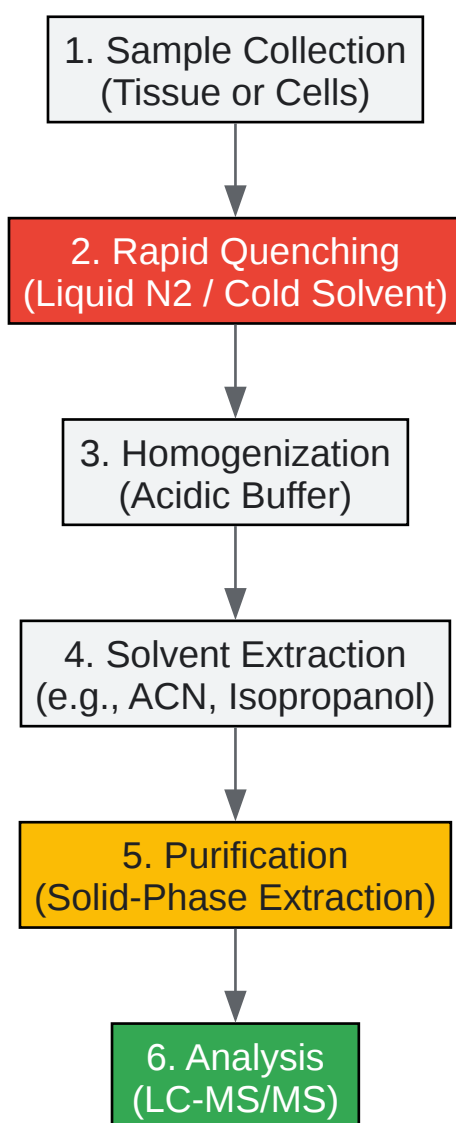 1. Sample Collection
(Tissue or Cells)
2. Rapid Quenching
(Liquid N2 / Cold Solvent)
3. Homogenization
(Acidic Buffer)
4. Solvent Extraction
(e.g., ACN, Isopropanol)
5. Purification
(Solid-Phase Extraction)
6. Analysis
(LC-MS/MS)